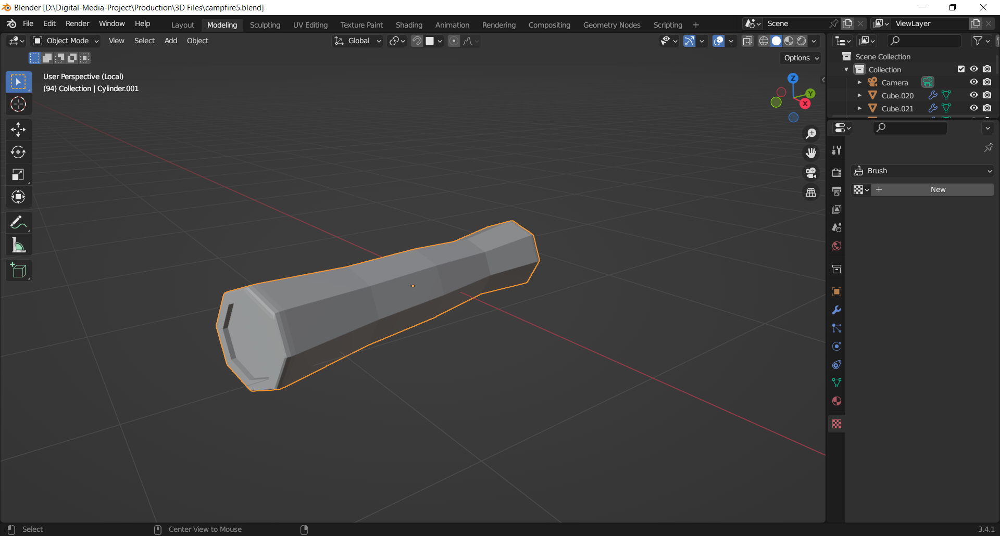 Blender [D:\Digital-Media-Project\Production\3D Files\campfire5.blend]
File Edit Render Window Help Layout Modeling Sculpting UV Editing Texture Paint Shading Animation Rendering Compositing Geometry Nodes Scripting + Scene ViewLayer
Object Mode View Select Add Object Global
Options
User Perspective (Local)
(94) Collection | Cylinder.001
Z
Y
X
Scene Collection
Collection
Camera
Cube.020
Cube.021
Brush
+ New
Select Center View to Mouse 3.4.1